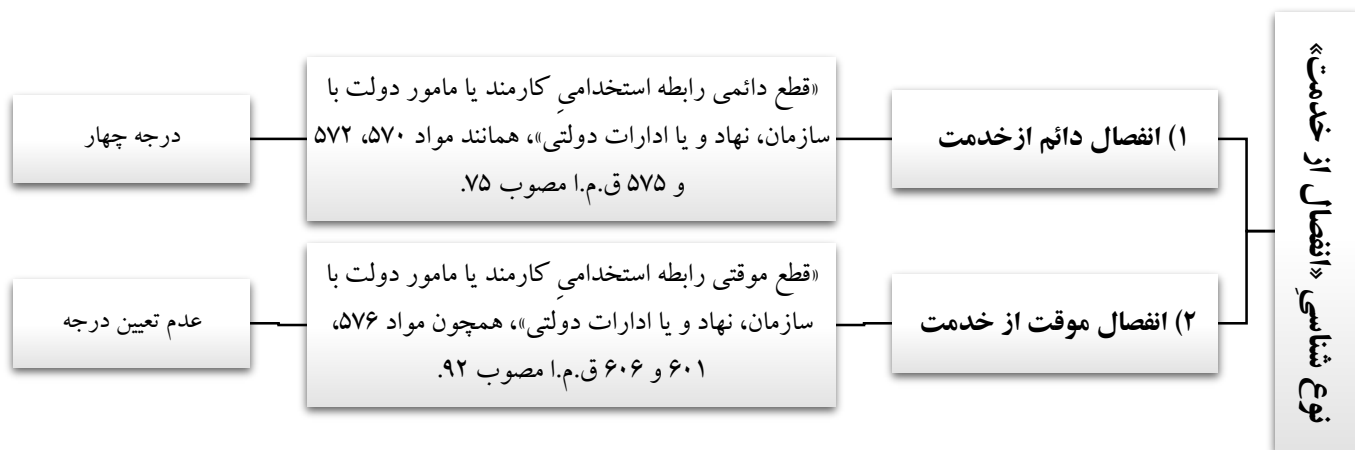 نوع شناسیِ «انفصال از خدمت»
۱) انفصال دائم ازخدمت
«قطع دائمی رابطه استخدامیِ کارمند یا مامور دولت با
سازمان، نهاد و یا ادارات دولتی»، همانند مواد ۵۷۰، ۵۷۲
و ۵۷۵ ق.م.ا مصوب ۷۵.
درجه چهار
۲) انفصال موقت از خدمت
«قطع موقتی رابطه استخدامیِ کارمند یا مامور دولت با
سازمان، نهاد و یا ادارات دولتی»، همچون مواد ۵۷۶،
۶۰۱ و ۶۰۶ ق.م.ا مصوب ۹۲.
عدم تعیین درجه